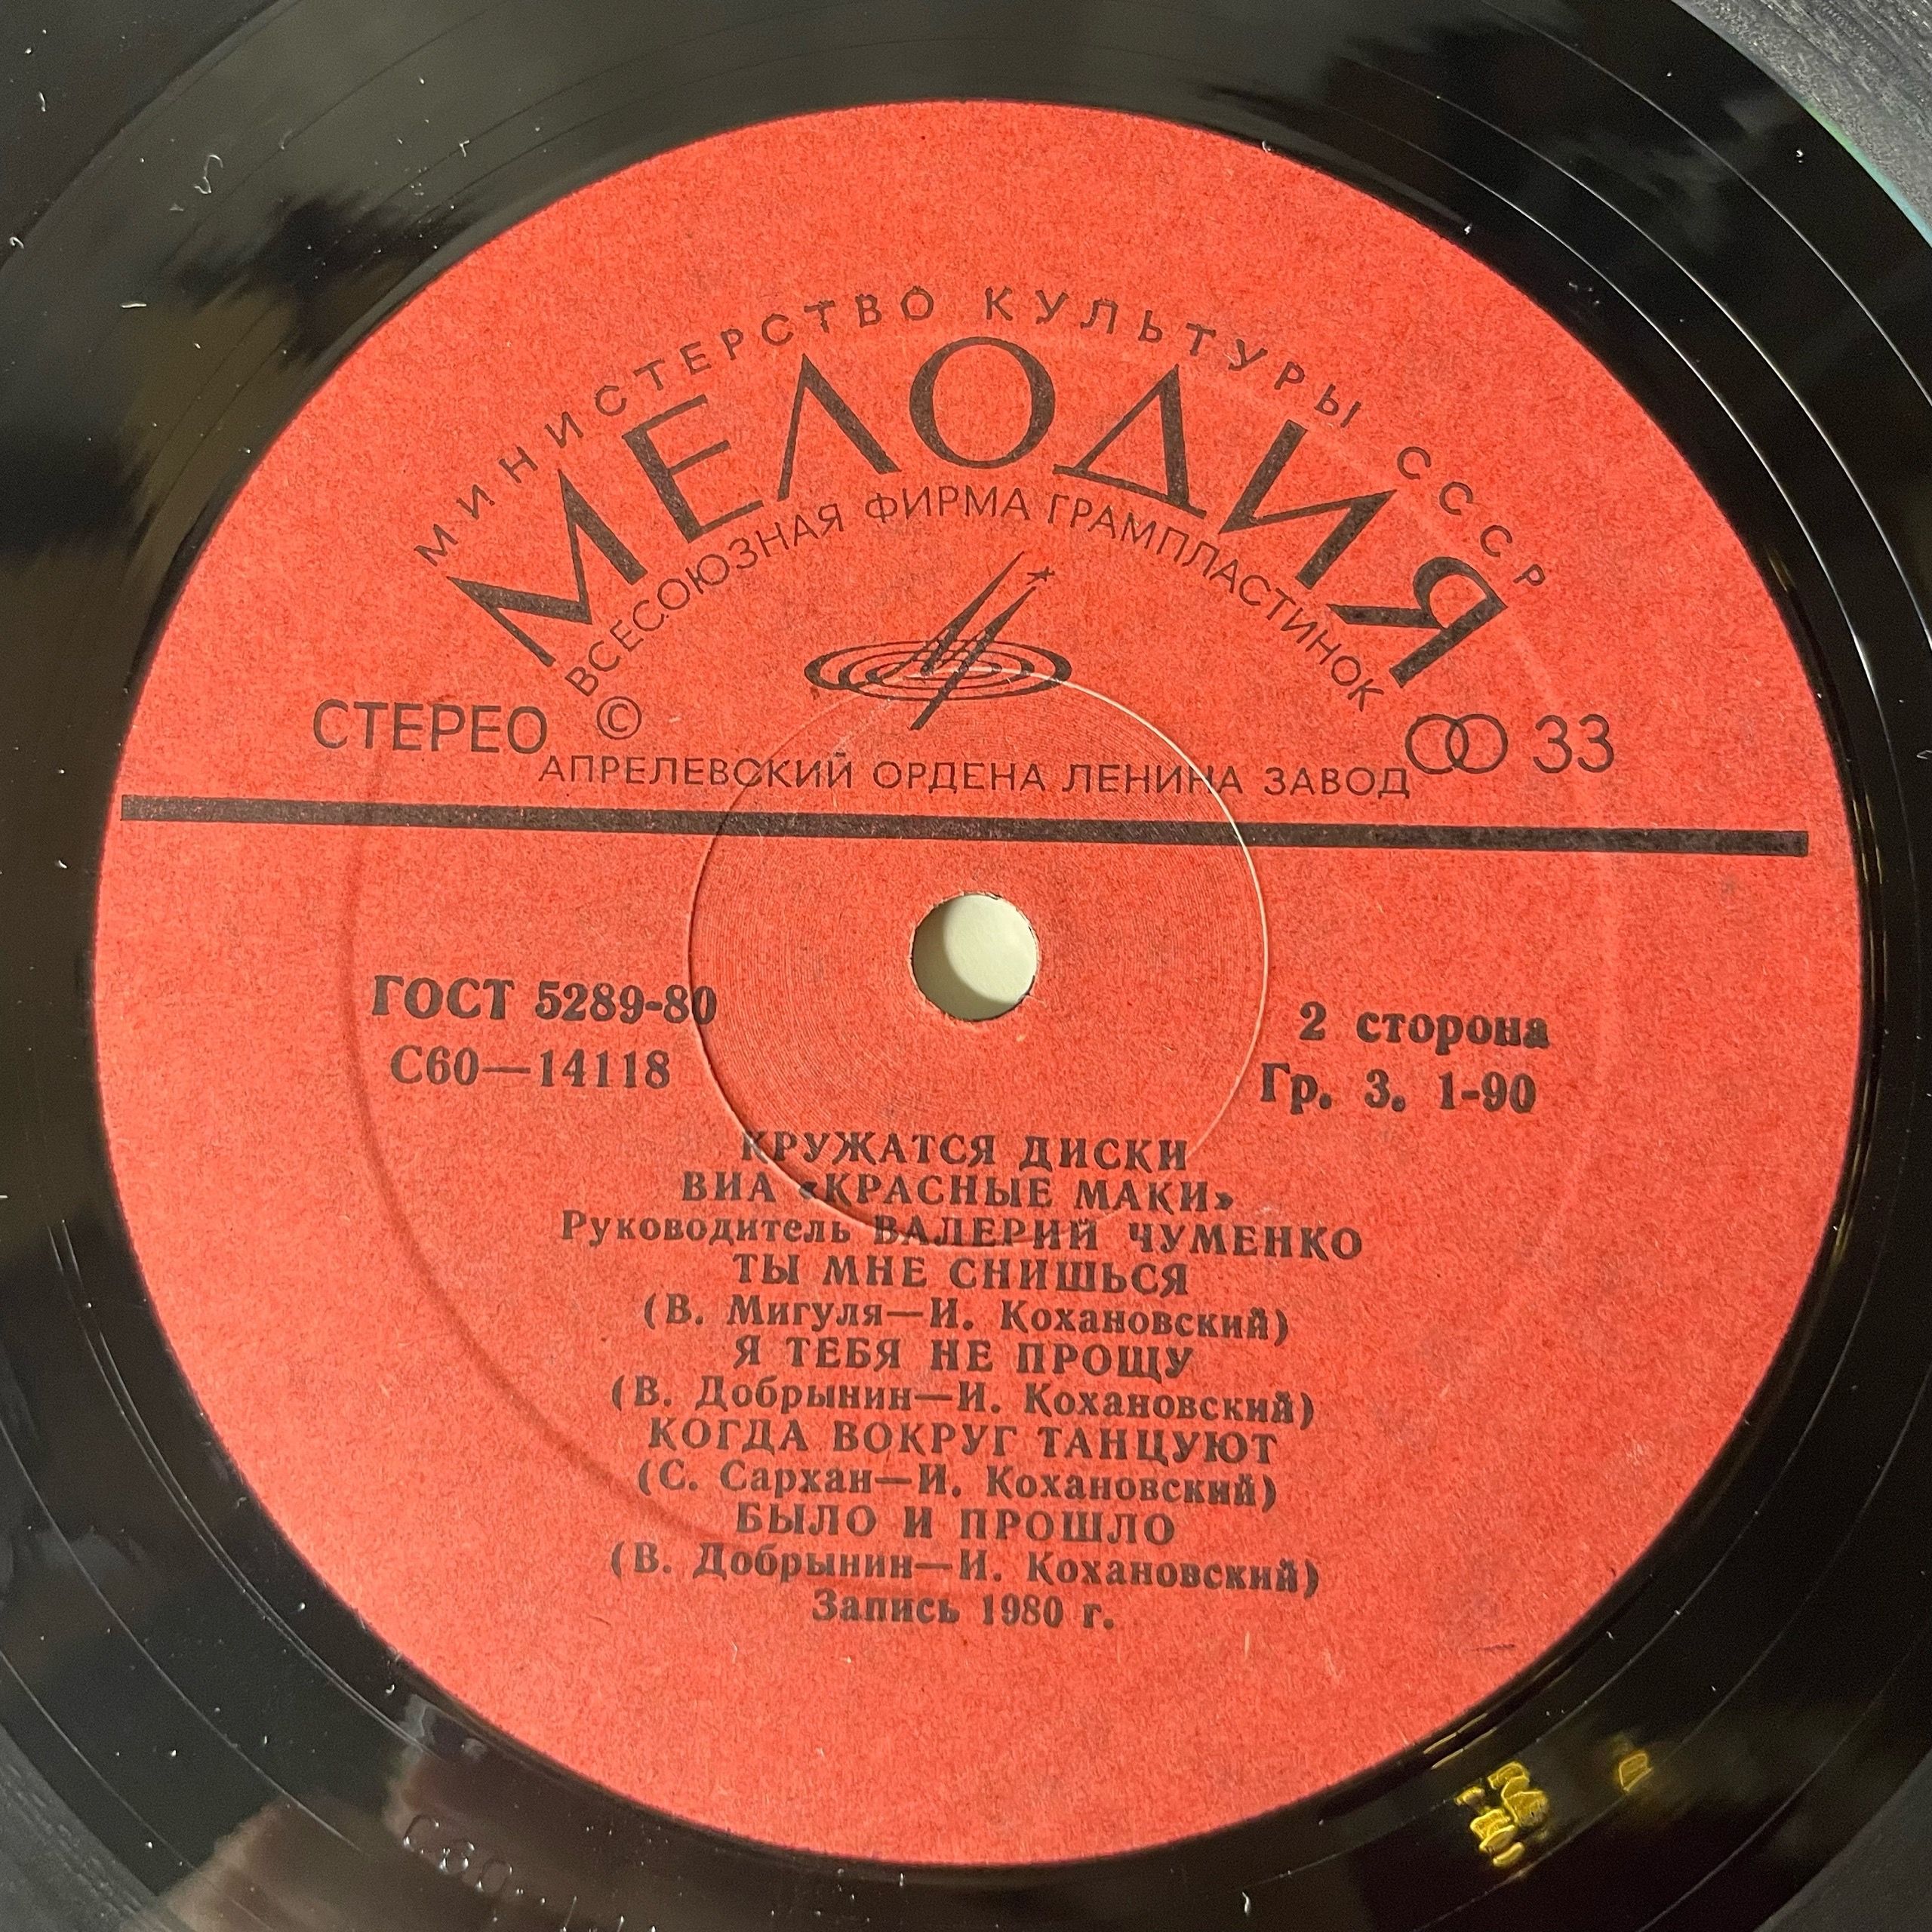 МИНИСТЕРСТВО КУЛЬТУРЫ СССР
МЕЛОДИЯ
ВСЕСОЮЗНАЯ ФИРМА ГРАМПЛАСТИНОК
СТЕРЕО © 33
АПРЕЛЕВСКИЙ ОРДЕНА ЛЕНИНА ЗАВОД
ГОСТ 5289-80
С60—14118
2 сторона
Гр. 3. 1-90
КРУЖАТСЯ ДИСКИ
ВИА «КРАСНЫЕ МАКИ»
Руководитель ВАЛЕРИЙ ЧУМЕНКО
ТЫ МНЕ СНИШЬСЯ
(В. Мигуля—И. Кохановский)
Я ТЕБЯ НЕ ПРОЩУ
(В. Добрынин—И. Кохановский)
КОГДА ВОКРУГ ТАНЦУЮТ
(С. Сархан—И. Кохановский)
БЫЛО И ПРОШЛО
(В. Добрынин—И. Кохановский)
Запись 1980 г.